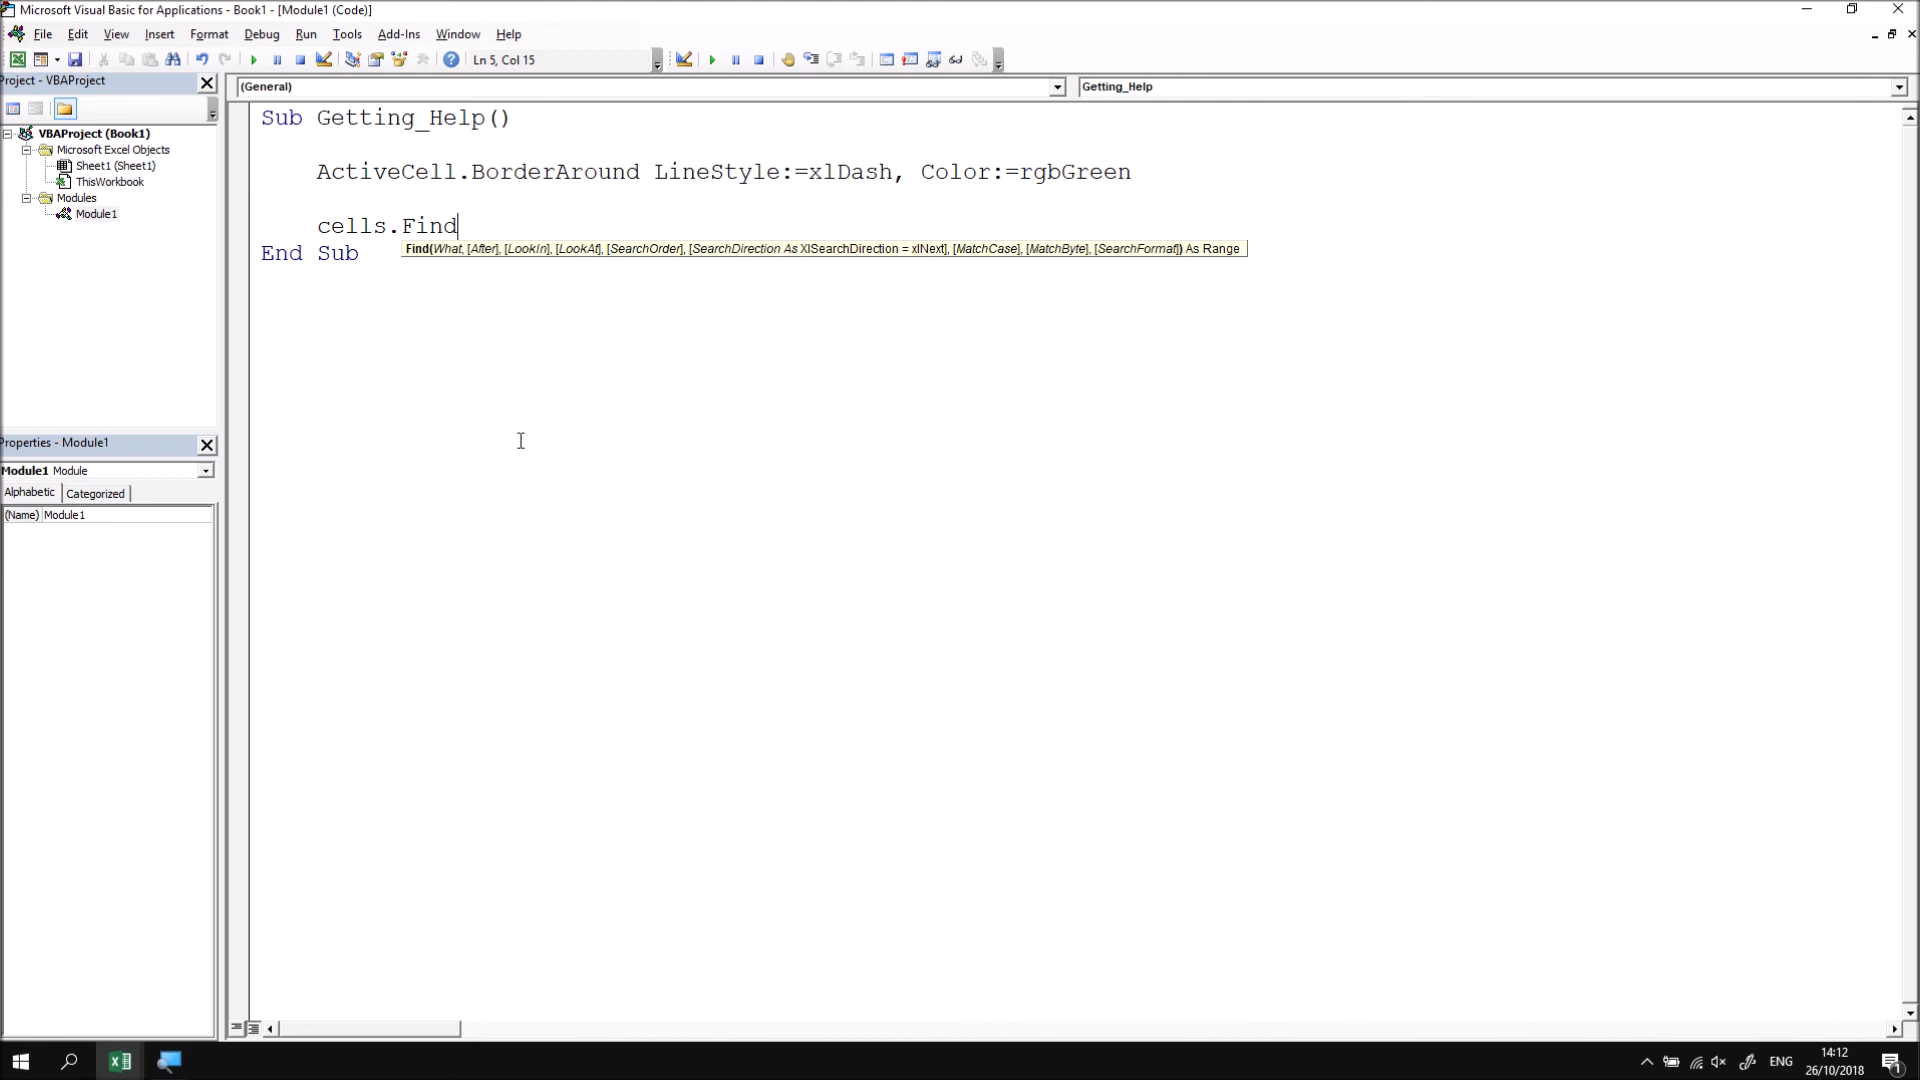 Microsoft Visual Basic for Applications - Book1 - [Module1 (Code)]
File Edit View Insert Format Debug Run Tools Add-Ins Window Help
Ln 5, Col 15
Project - VBAProject
(General)
Getting_Help
VBAProject (Book1)
Microsoft Excel Objects
Sheet1 (Sheet1)
ThisWorkbook
Modules
Module1
Sub Getting_Help()
ActiveCell.BorderAround LineStyle:=xlDash, Color:=rgbGreen
cells.Find
Find(What, [After], [LookIn], [LookAt], [SearchOrder], [SearchDirection As XlSearchDirection = xlNext], [MatchCase], [MatchByte], [SearchFormat]) As Range
End Sub
Properties - Module1
Module1 Module
Alphabetic Categorized
(Name) Module1
ENG
14:12
26/10/2018
1